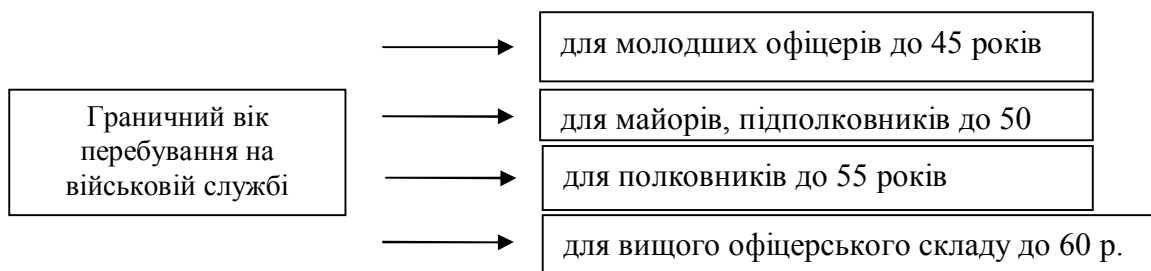 Граничний вік
перебування на
військовій службі
для молодших офіцерів до 45 років
для майорів, підполковників до 50
для полковників до 55 років
для вищого офіцерського складу до 60 р.